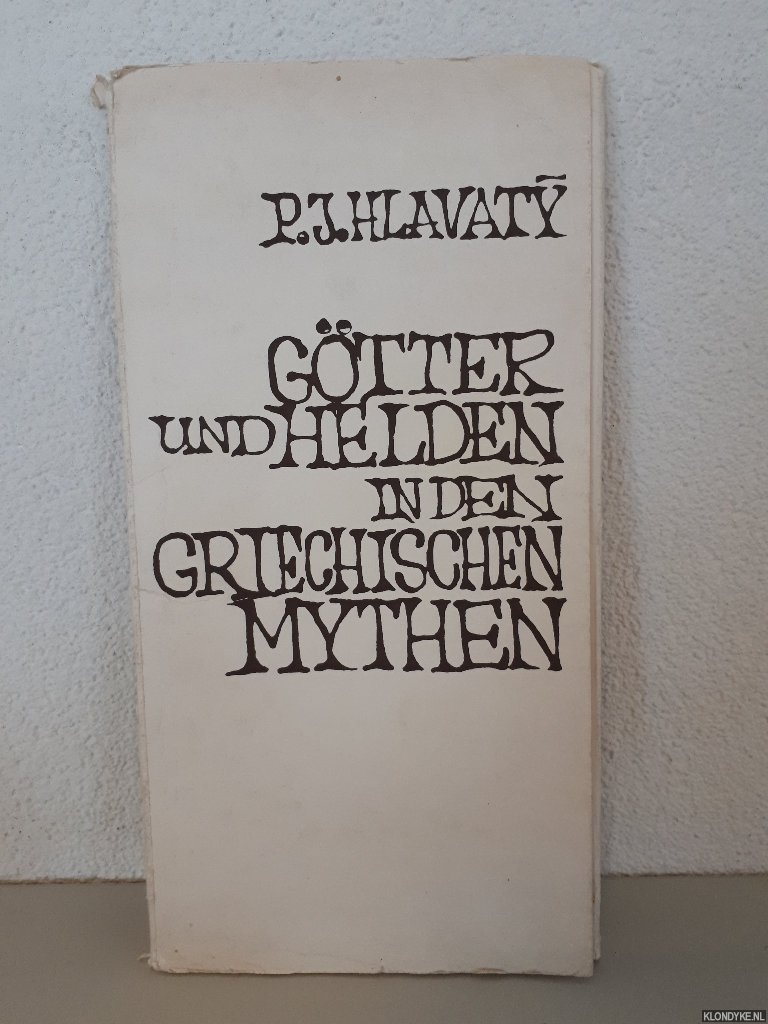 P.J.HLAVATÝ
GÖTTER
UND HELDEN
IN DEN
GRIECHISCHEN
MYTHEN
KLONDYKE.NL